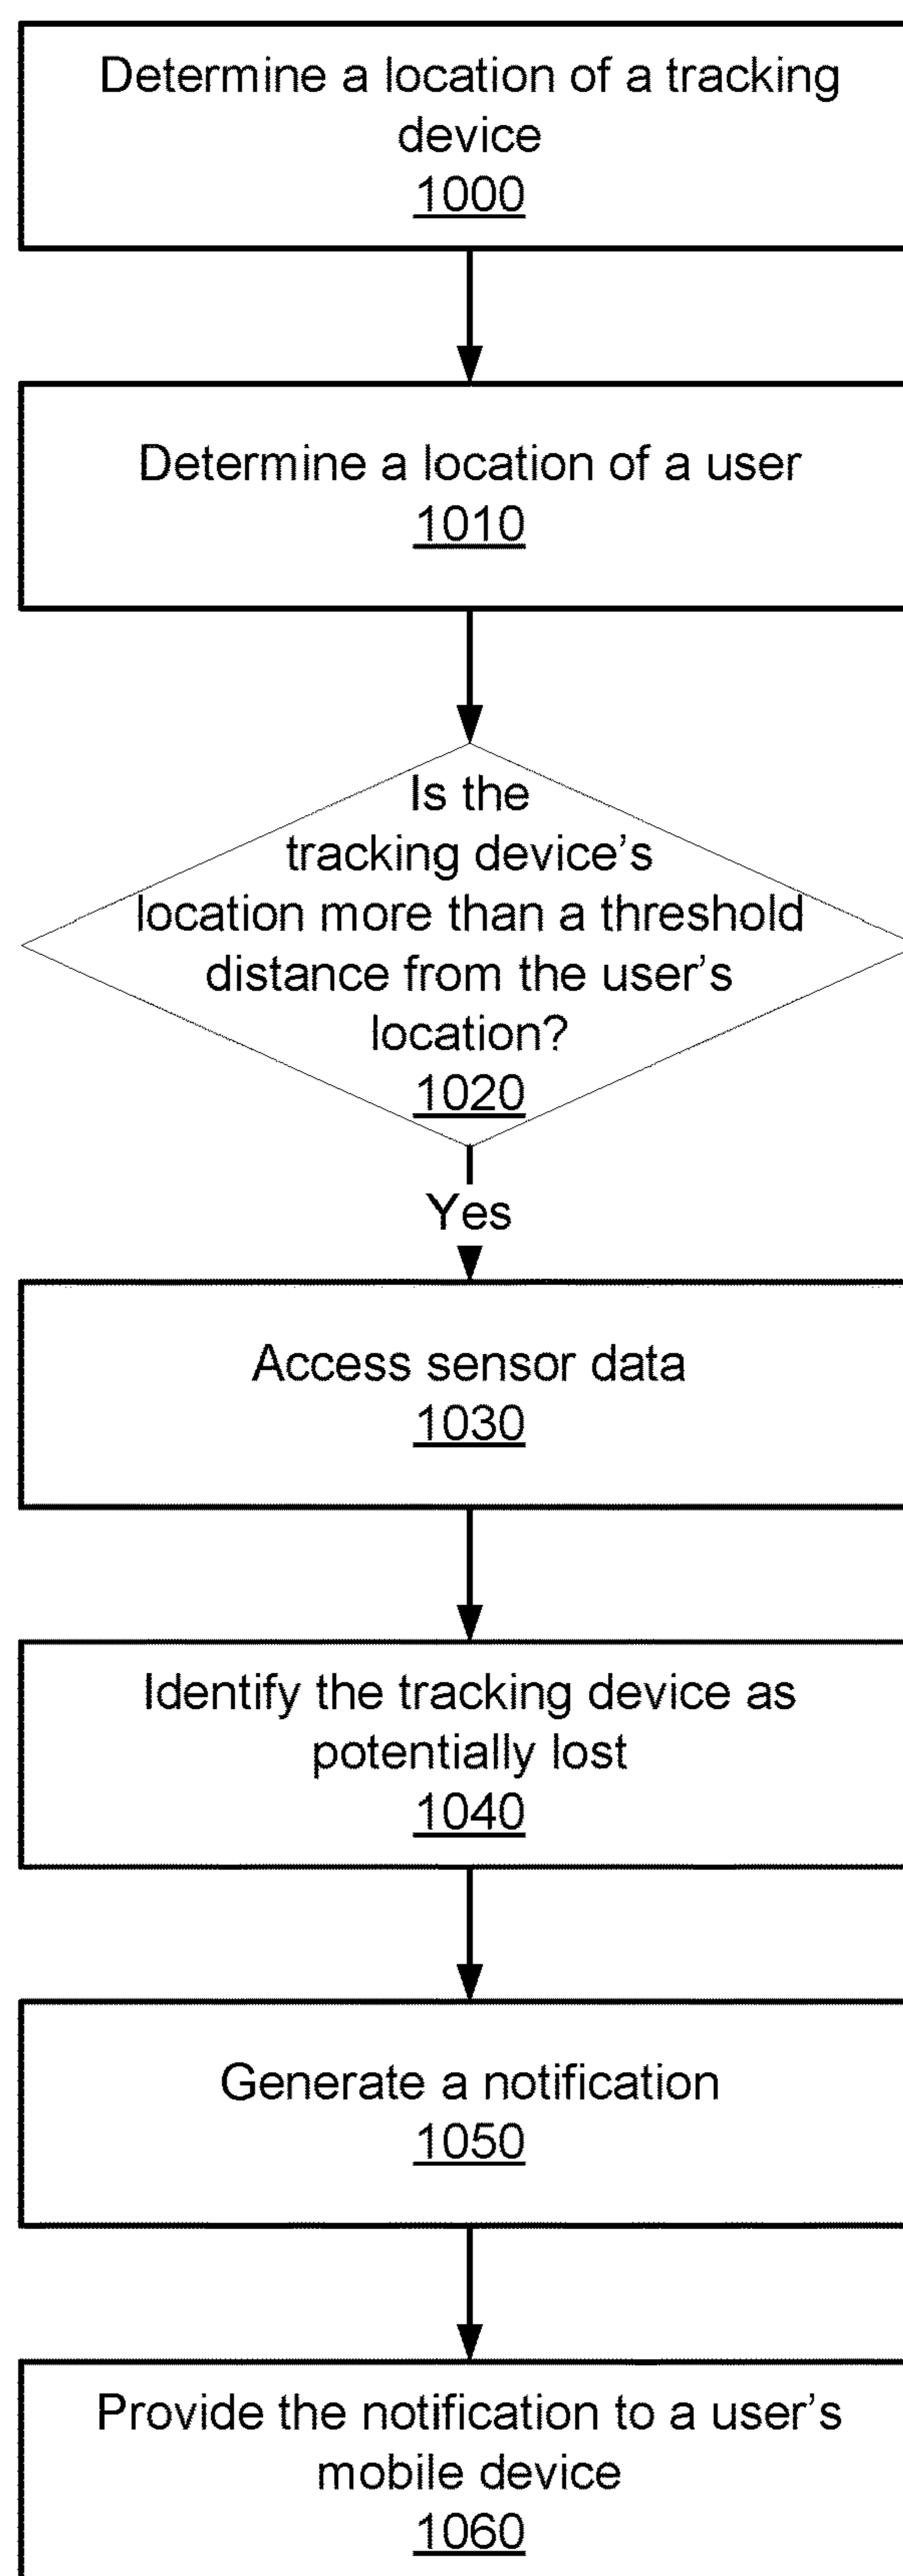 Determine a location of a tracking
device
1000
Determine a location of a user
1010
Is the
tracking device's
location more than a threshold
distance from the user's
location?
1020
Yes
Access sensor data
1030
Identify the tracking device as
potentially lost
1040
Generate a notification
1050
Provide the notification to a user's
mobile device
1060